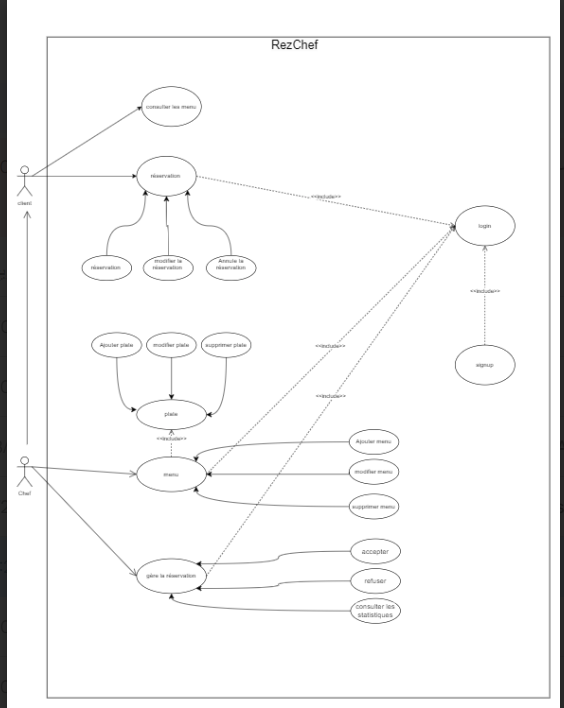 RezChef
consulter les menu
réservation
<<include>>
client
login
réservation
modifier la
réservation
Annule la
réservation
<<include>>
Ajouter plate
modifier plate
supprimer plate
<<include>>
signup
<<include>>
plate
<<include>>
Ajouter menu
menu
modifier menu
Chef
supprimer menu
accepter
gère la réservation
refuser
consulter les
statistiques